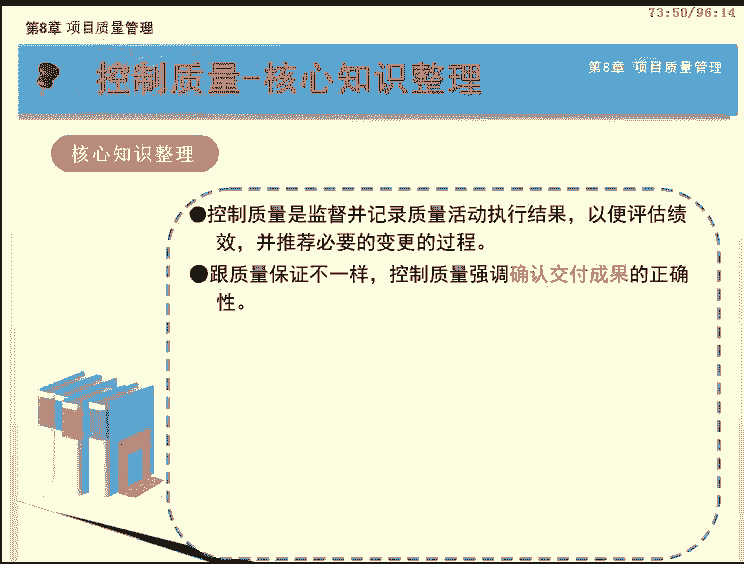 73:50/96:14
第8章 项目质量管理
控制质量-核心知识整理
第8章 项目质量管理
核心知识整理
●控制质量是监督并记录质量活动执行结果，以便评估绩
效，并推荐必要的变更的过程。
●跟质量保证不一样，控制质量强调确认交付成果的正确
性。